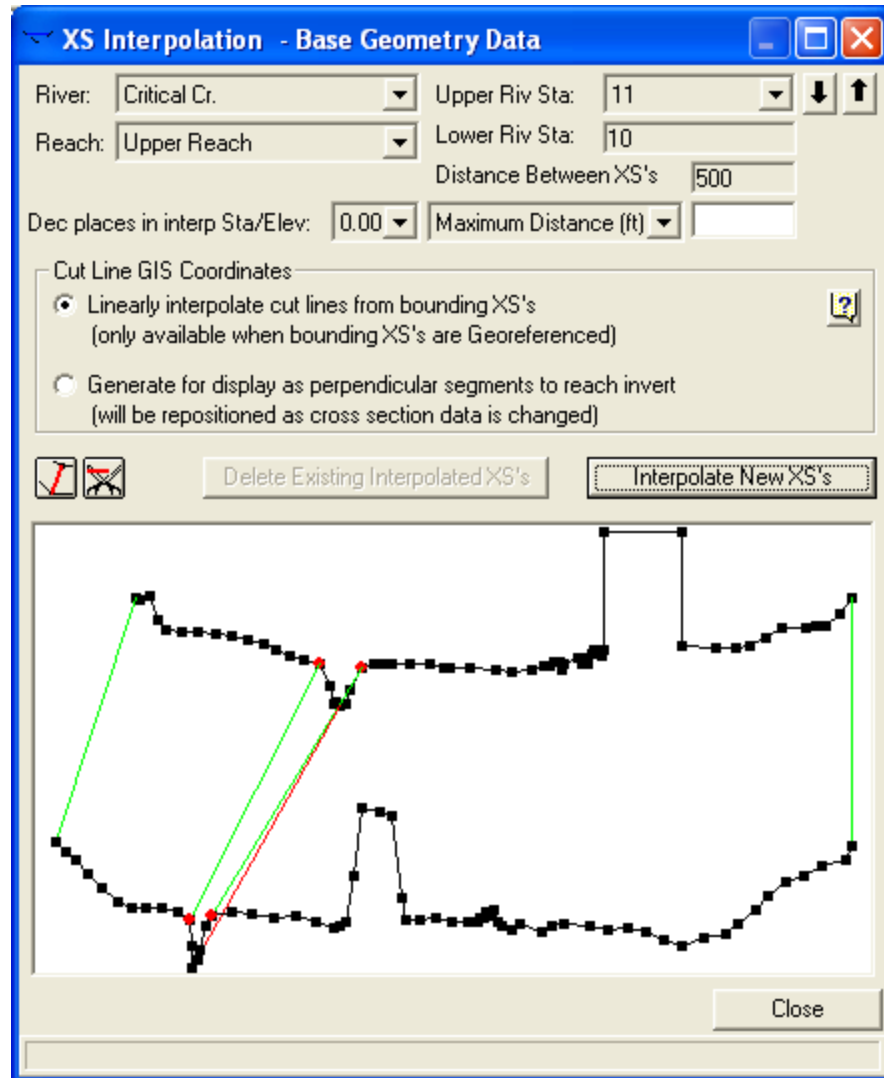 XS Interpolation - Base Geometry Data
River: Critical Cr. Upper Riv Sta: 11
Reach: Upper Reach Lower Riv Sta: 10
Distance Between XS's 500
Dec places in interp Sta/Elev: 0.00 Maximum Distance (ft)
Cut Line GIS Coordinates
Linearly interpolate cut lines from bounding XS's
(only available when bounding XS's are Georeferenced)
Generate for display as perpendicular segments to reach invert
(will be repositioned as cross section data is changed)
Delete Existing Interpolated XS's Interpolate New XS's
Close